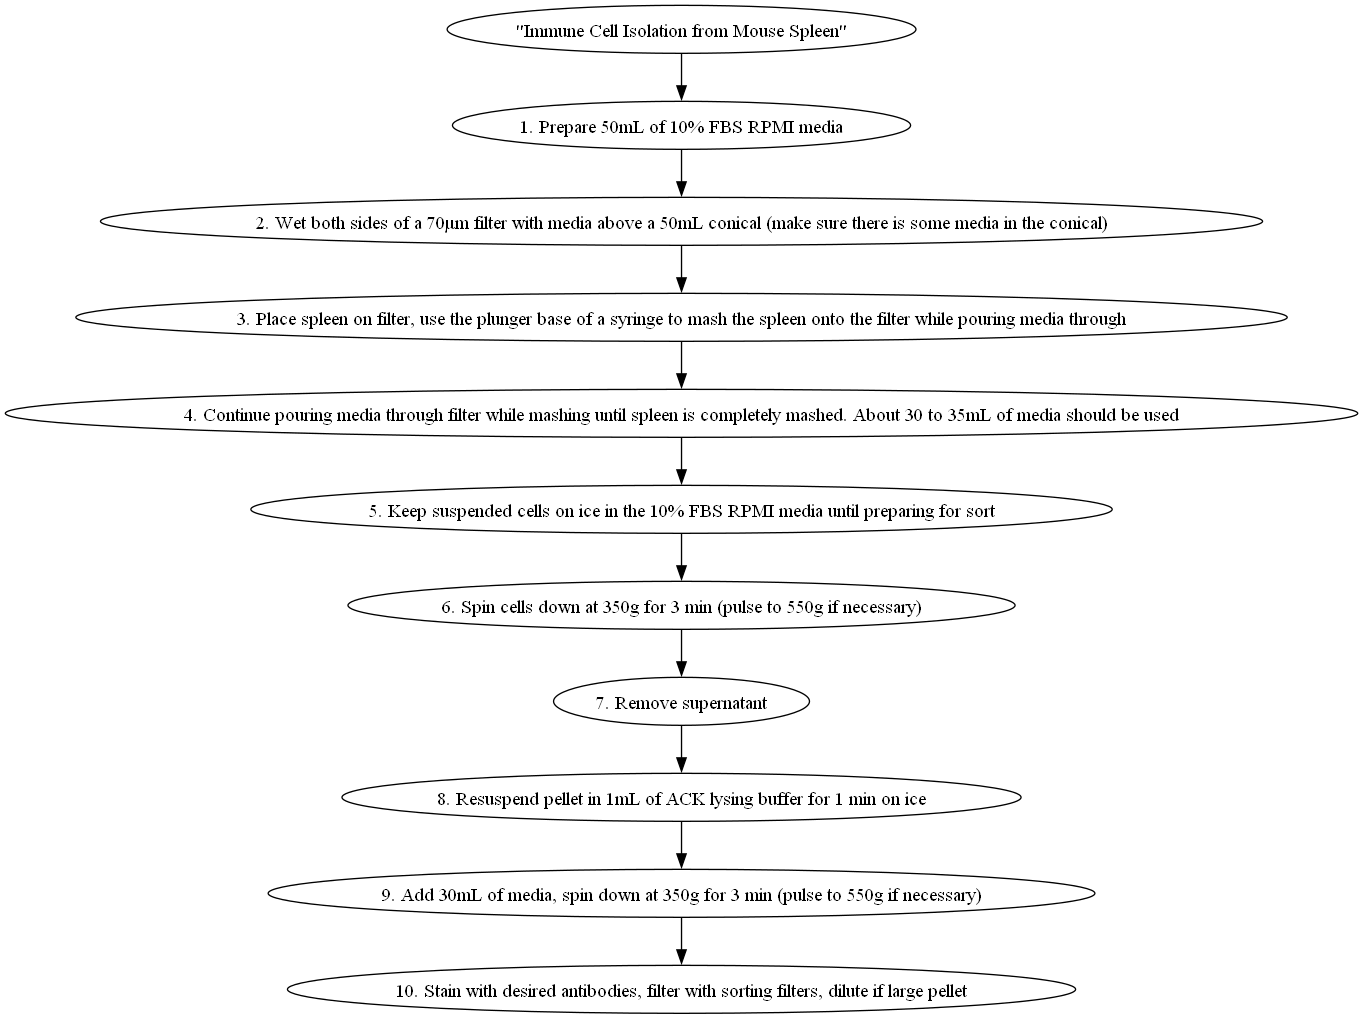 "Immune Cell Isolation from Mouse Spleen"
1. Prepare 50mL of 10% FBS RPMI media
2. Wet both sides of a 70µm filter with media above a 50mL conical (make sure there is some media in the conical)
3. Place spleen on filter, use the plunger base of a syringe to mash the spleen onto the filter while pouring media through
4. Continue pouring media through filter while mashing until spleen is completely mashed. About 30 to 35mL of media should be used
5. Keep suspended cells on ice in the 10% FBS RPMI media until preparing for sort
6. Spin cells down at 350g for 3 min (pulse to 550g if necessary)
7. Remove supernatant
8. Resuspend pellet in 1mL of ACK lysing buffer for 1 min on ice
9. Add 30mL of media, spin down at 350g for 3 min (pulse to 550g if necessary)
10. Stain with desired antibodies, filter with sorting filters, dilute if large pellet